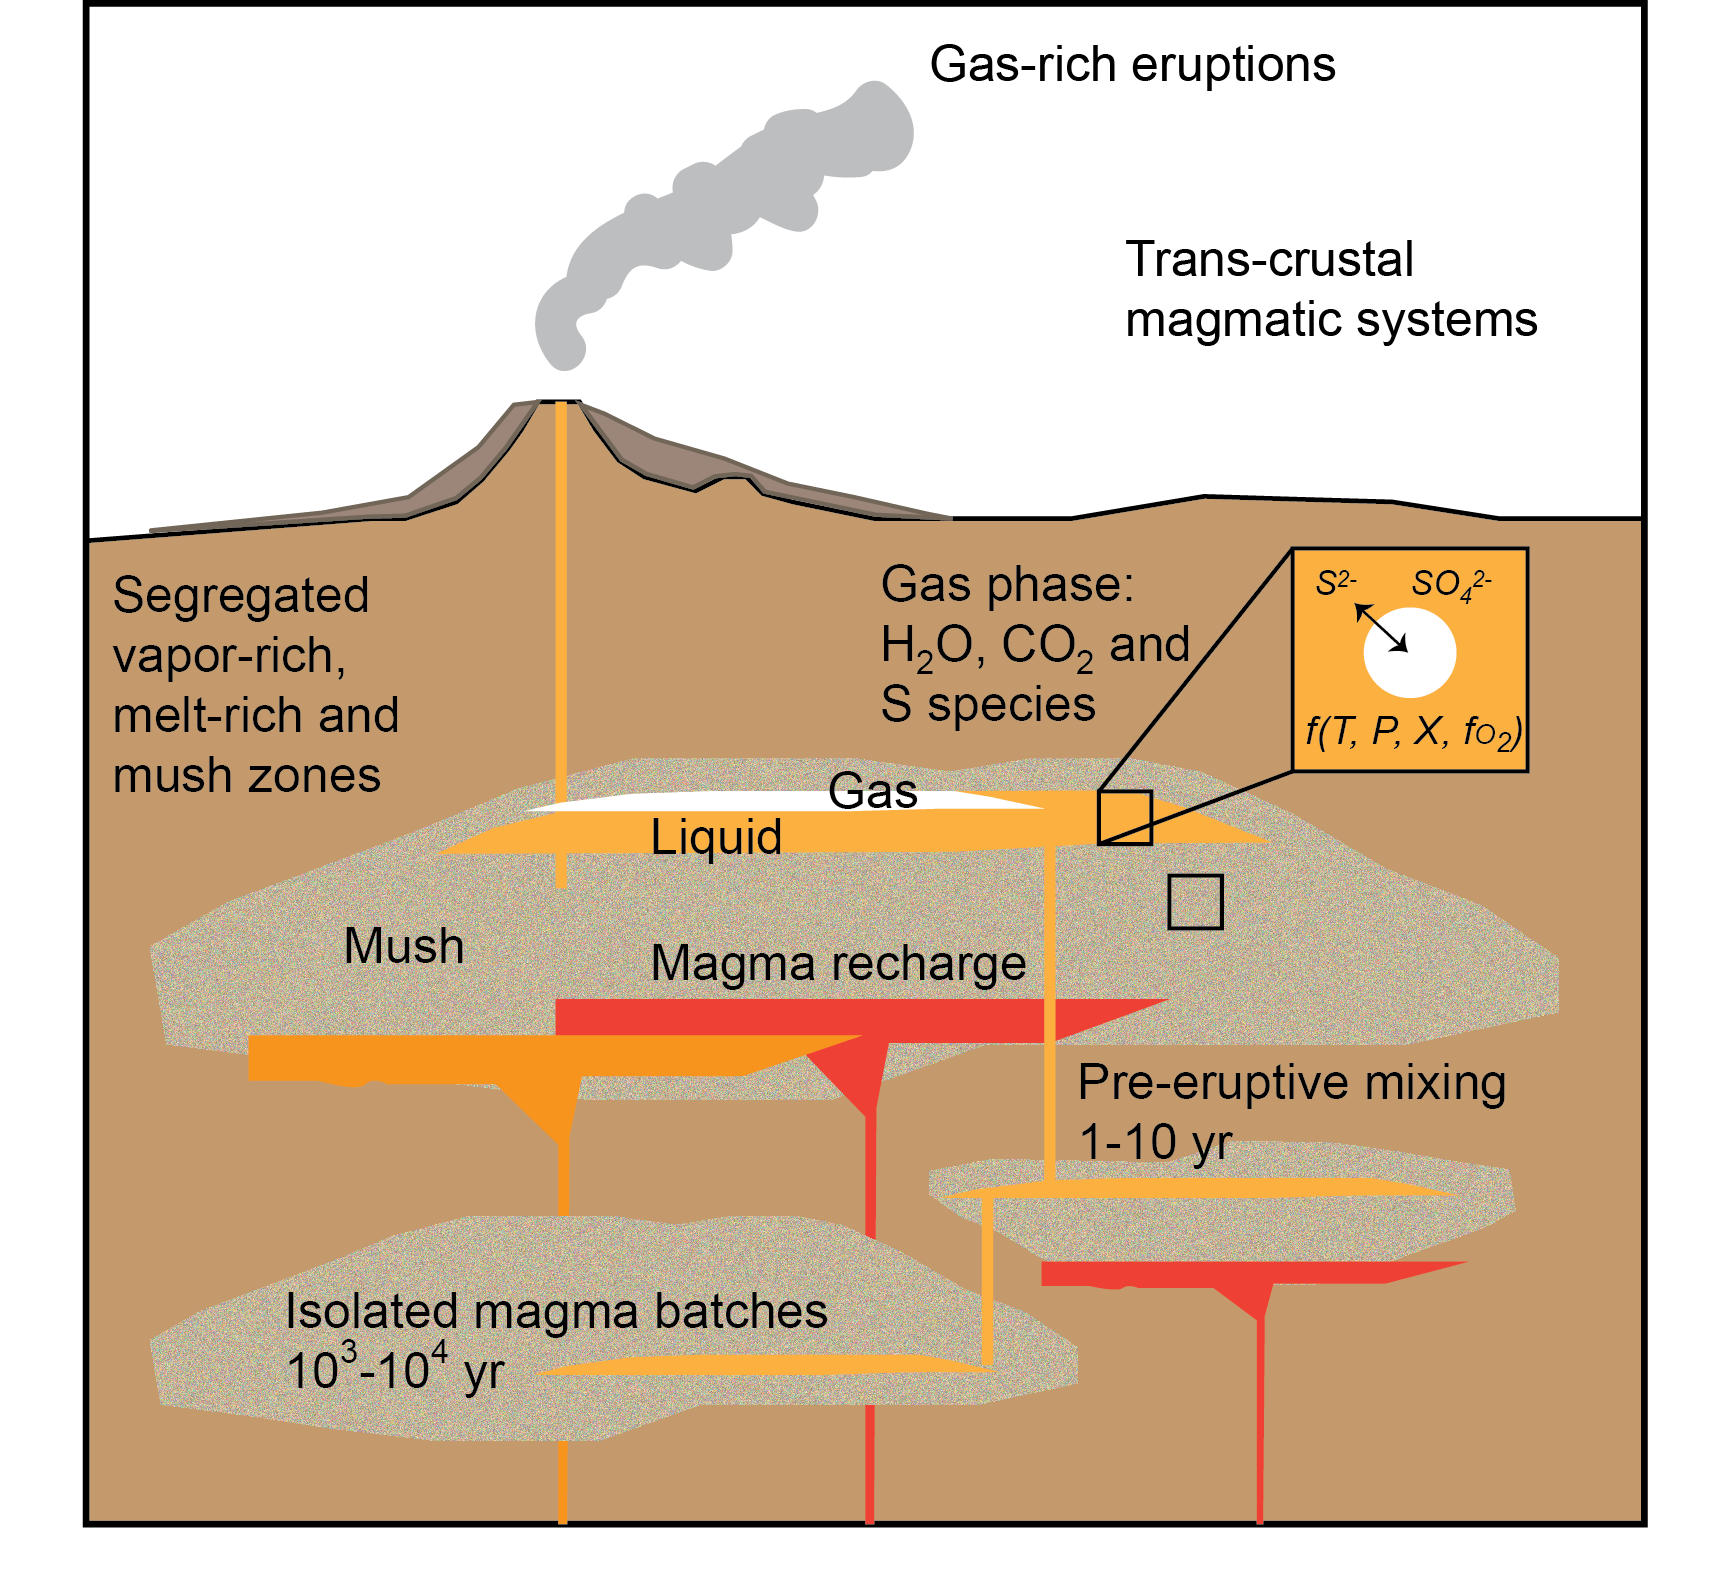 Gas-rich eruptions
Trans-crustal
magmatic systems
Segregated
vapor-rich,
melt-rich and
mush zones
Gas phase:
H₂O, CO₂ and
S species
S²⁻ SO₄²⁻
f(T, P, X, fO₂)
Gas
Liquid
Mush
Magma recharge
Pre-eruptive mixing
1-10 yr
Isolated magma batches
10³-10⁴ yr